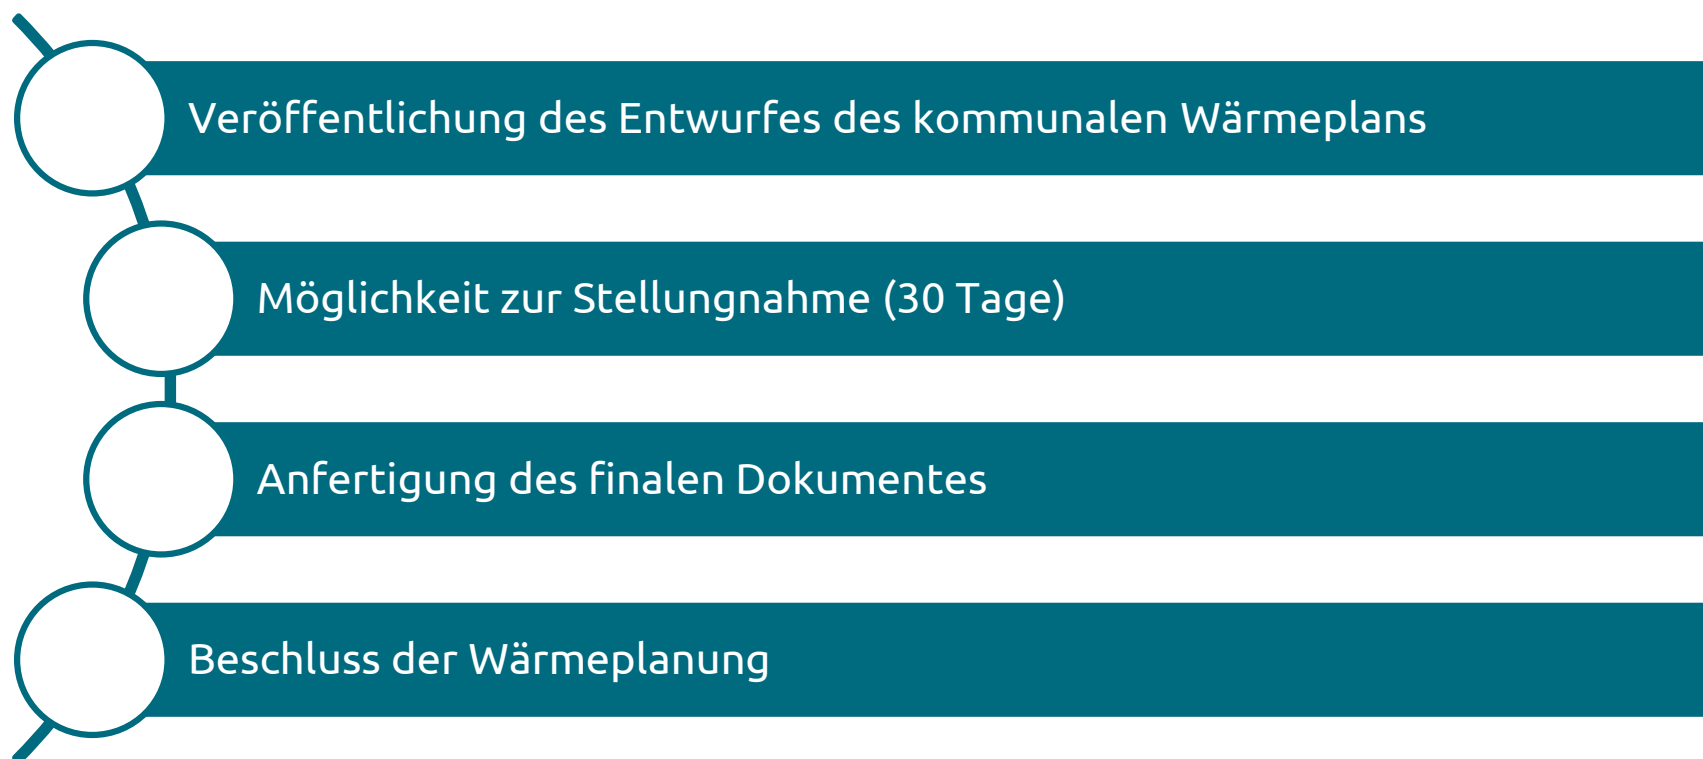 Veröffentlichung des Entwurfes des kommunalen Wärmeplans
Möglichkeit zur Stellungnahme (30 Tage)
Anfertigung des finalen Dokumentes
Beschluss der Wärmeplanung